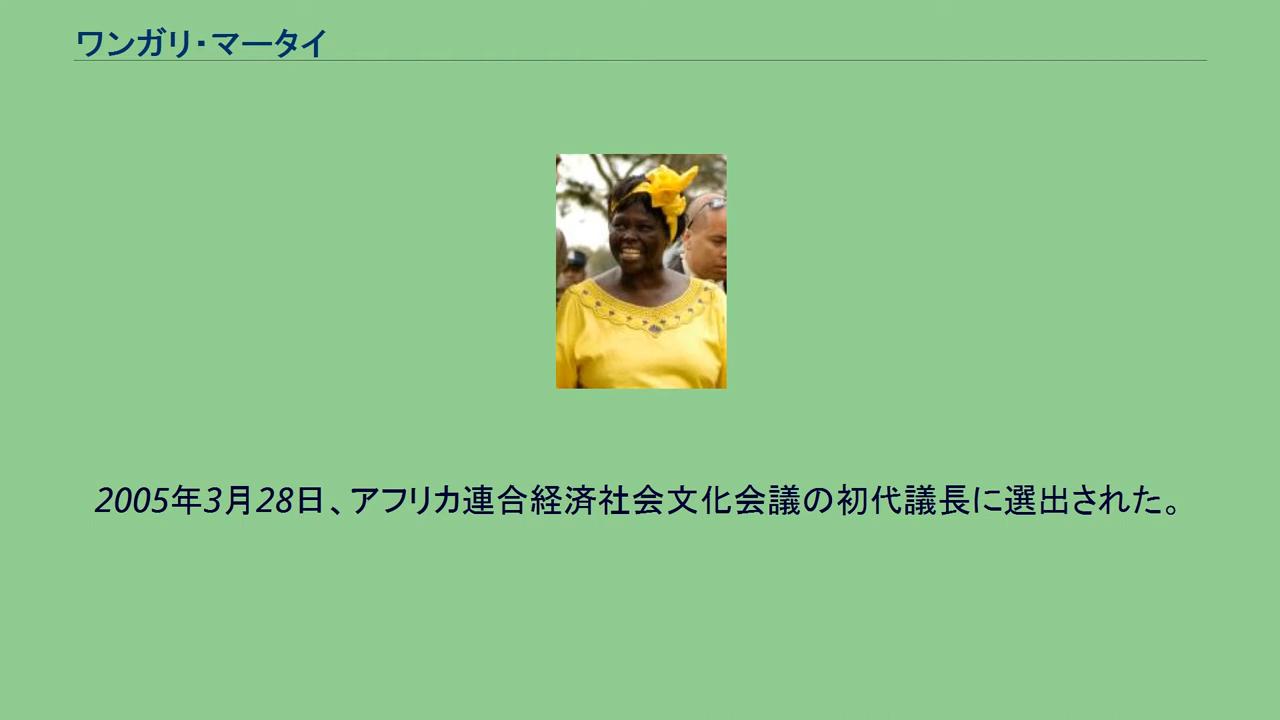 ワンガリ・マータイ
2005年3月28日、アフリカ連合経済社会文化会議の初代議長に選出された。